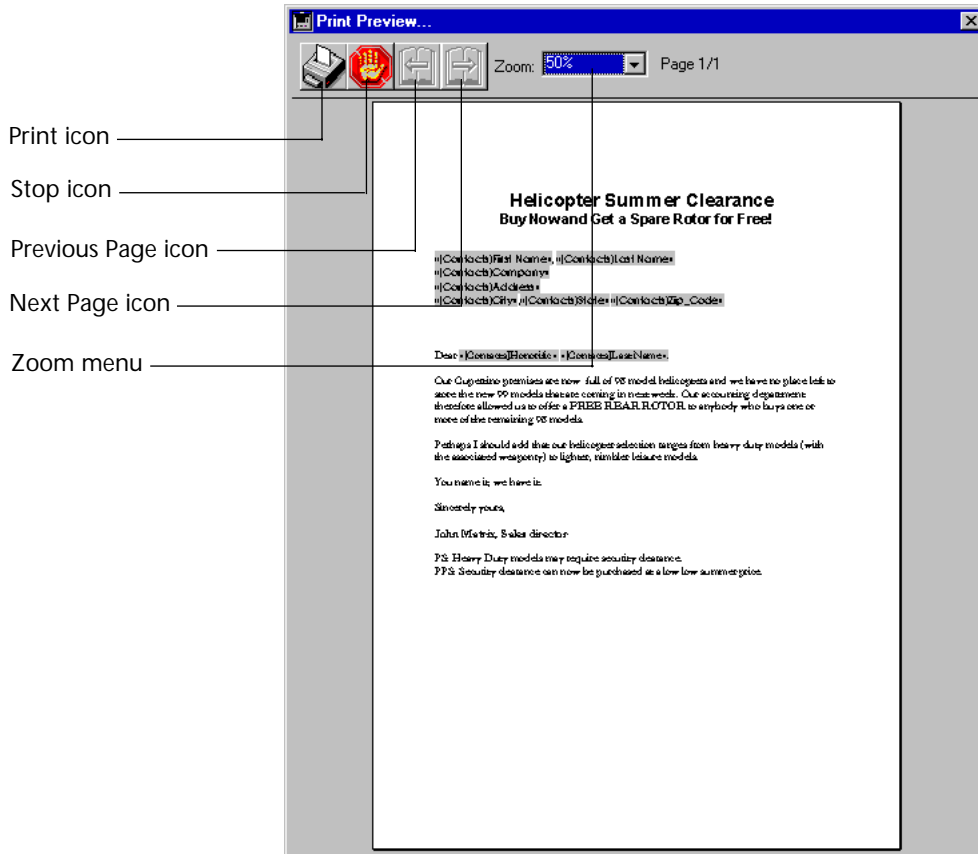 Print Preview...
Zoom: 50% Page 1/1
Print icon
Stop icon
Previous Page icon
Next Page icon
Zoom menu
Helicopter Summer Clearance
Buy Nowand Get a Spare Rotor for Free!
«[Contacts]First Name», «[Contacts]Last Name»
«[Contacts]Company»
«[Contacts]Address»
«[Contacts]City», «[Contacts]State» «[Contacts]Zip_Code»
Dear «[Contacts]Honorific» «[Contacts]Last Name»,
Our Cupertino premises are now full of 98 model helicopters and we have no place left to
store the new 99 models that are coming in next week. Our accounting department
therefore allowed us to offer a FREE REAR ROTOR to anybody who buys one or
more of the remaining 98 models.
Perhaps I should add that our helicopter selection ranges from heavy duty models (with
the associated weaponry) to lighter, nimbler leisure models.
You name it, we have it.
Sincerely yours,
John Matrix, Sales director
PS: Heavy Duty models may require security clearance.
PPS: Security clearance can now be purchased at a low low summer price.